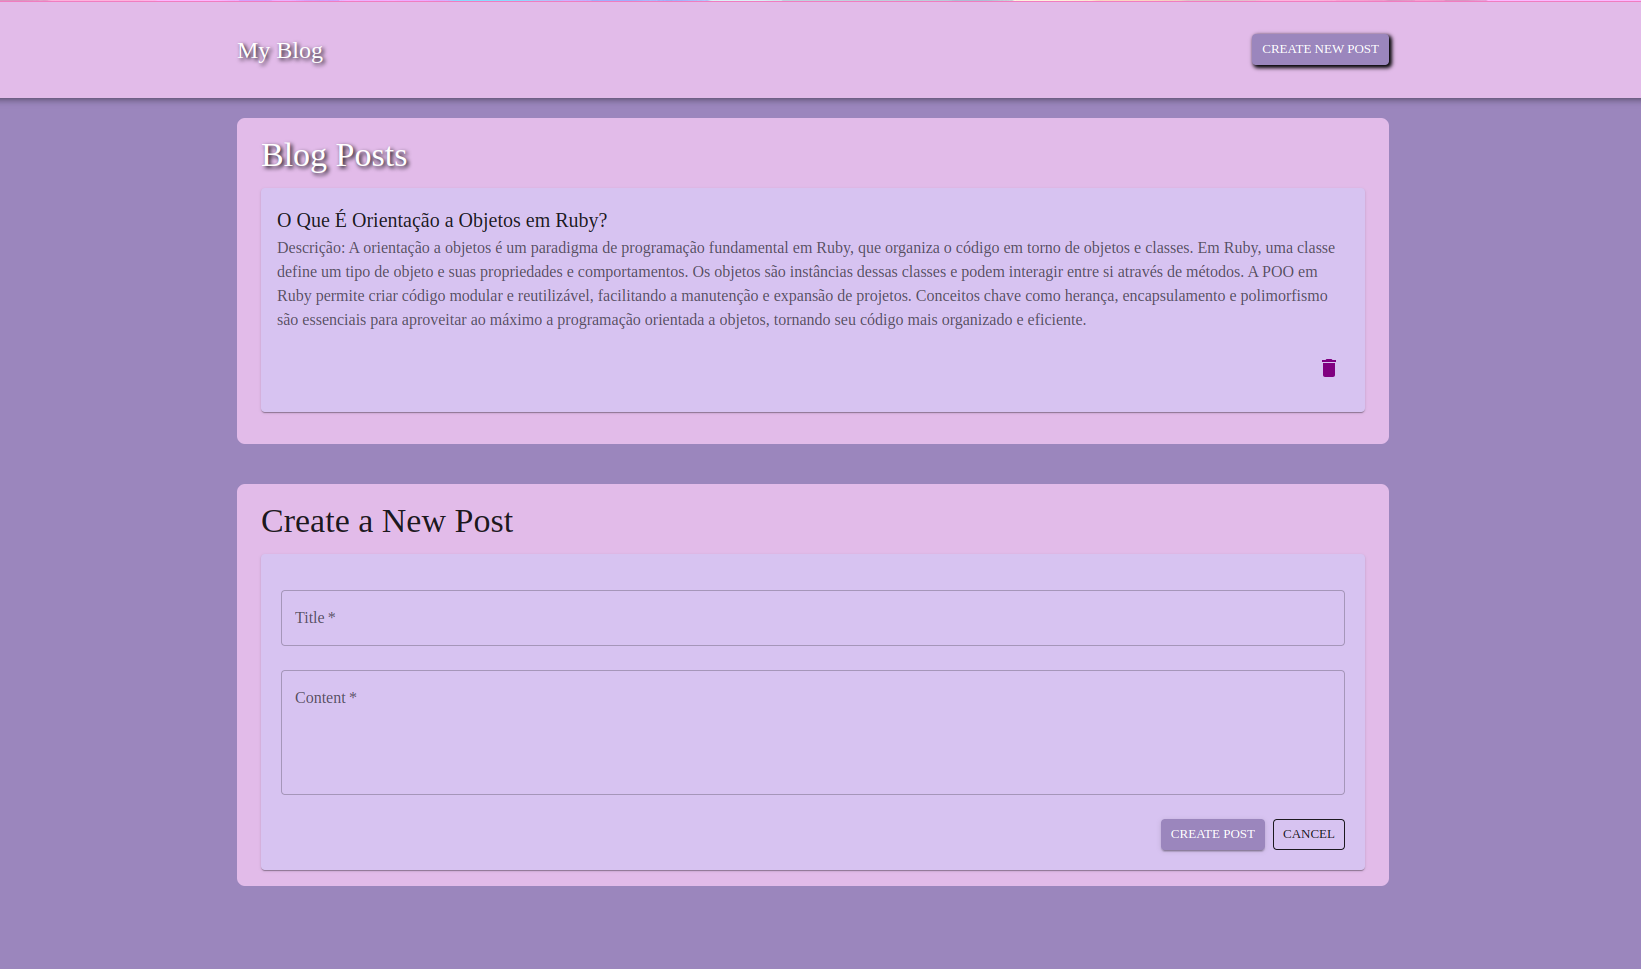 My Blog
CREATE NEW POST
Blog Posts
O Que É Orientação a Objetos em Ruby?
Descrição: A orientação a objetos é um paradigma de programação fundamental em Ruby, que organiza o código em torno de objetos e classes. Em Ruby, uma classe
define um tipo de objeto e suas propriedades e comportamentos. Os objetos são instâncias dessas classes e podem interagir entre si através de métodos. A POO em
Ruby permite criar código modular e reutilizável, facilitando a manutenção e expansão de projetos. Conceitos chave como herança, encapsulamento e polimorfismo
são essenciais para aproveitar ao máximo a programação orientada a objetos, tornando seu código mais organizado e eficiente.
Create a New Post
Title *
Content *
CREATE POST
CANCEL